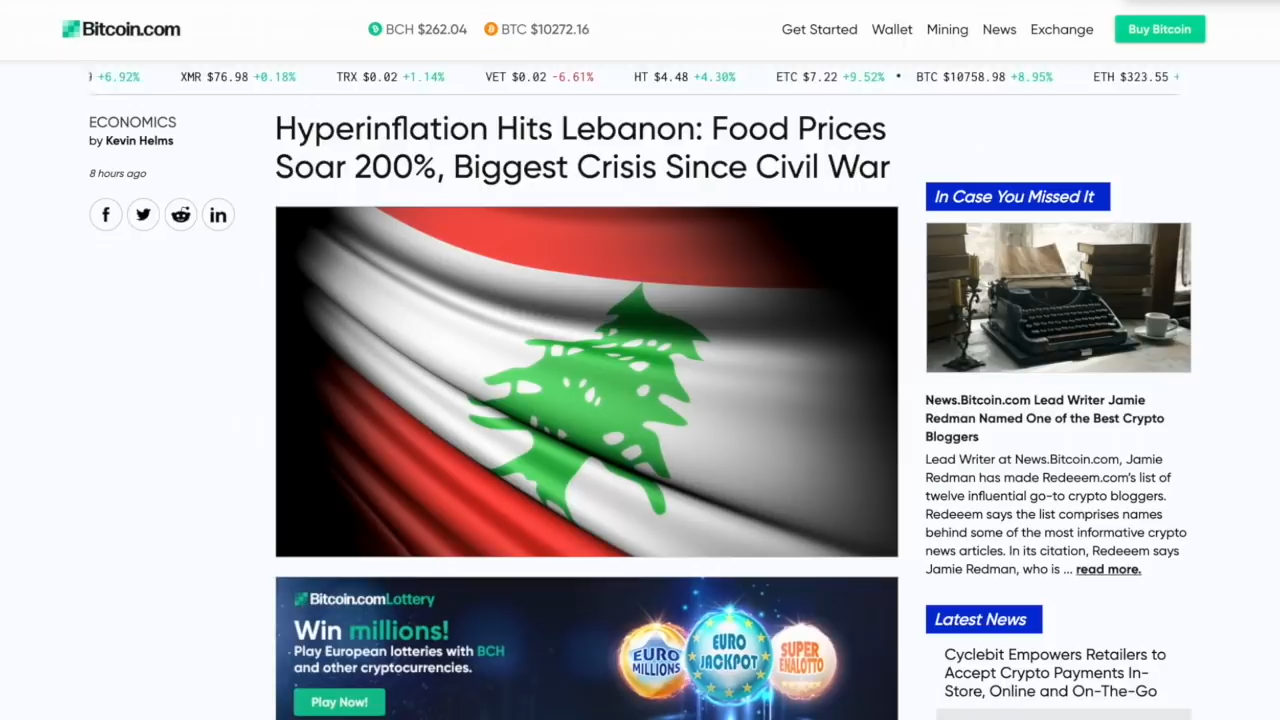 Bitcoin.com
BCH $262.04 BTC $10272.16
Get Started Wallet Mining News Exchange Buy Bitcoin
+6.92% XMR $76.98 +0.18% TRX $0.02 +1.14% VET $0.02 -6.61% HT $4.48 +4.30% ETC $7.22 +9.52% • BTC $10758.98 +8.95% ETH $323.55
ECONOMICS
by Kevin Helms
8 hours ago
Hyperinflation Hits Lebanon: Food Prices
Soar 200%, Biggest Crisis Since Civil War
Bitcoin.comLottery
Win millions!
Play European lotteries with BCH
and other cryptocurrencies.
Play Now!
EURO
MILLIONS
EURO
JACKPOT
SUPER
ENALOTTO
In Case You Missed It
News.Bitcoin.com Lead Writer Jamie
Redman Named One of the Best Crypto
Bloggers
Lead Writer at News.Bitcoin.com, Jamie
Redman has made Redeeem.com's list of
twelve influential go-to crypto bloggers.
Redeeem says the list comprises names
behind some of the most informative crypto
news articles. In its citation, Redeeem says
Jamie Redman, who is ... read more.
Latest News
Cyclebit Empowers Retailers to
Accept Crypto Payments In-
Store, Online and On-The-Go